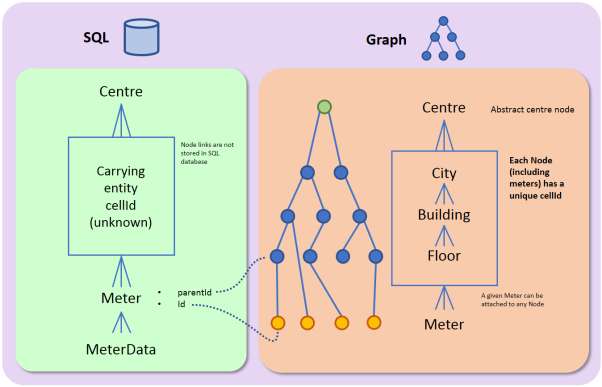 SQL
Graph
Centre
Node links are not
stored in SQL
database
Carrying
entity
cellId
(unknown)
Meter
: parentId
: Id
MeterData
Centre
Abstract centre node
City
Building
Floor
Each Node
(including
meters) has a
unique cellId
A given Meter can be
attached to any Node
Meter